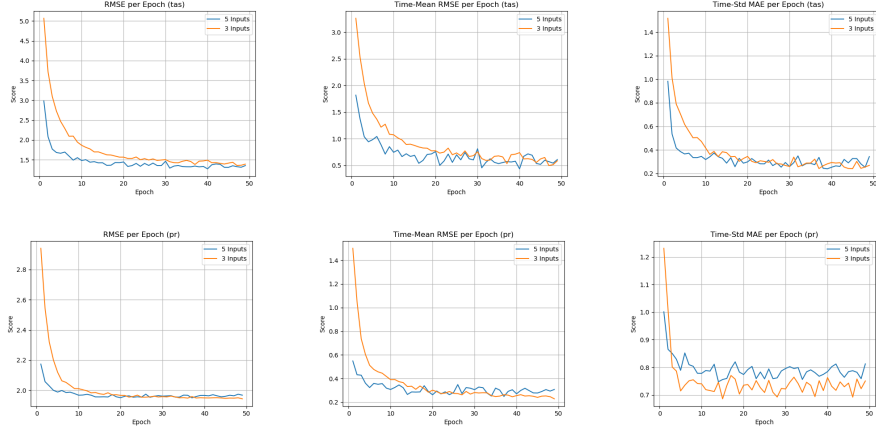 RMSE per Epoch (tas)
5 Inputs
3 Inputs
Score
5.0
4.5
4.0
3.5
3.0
2.5
2.0
1.5
0
10
20
30
40
50
Epoch
Time-Mean RMSE per Epoch (tas)
5 Inputs
3 Inputs
Score
3.0
2.5
2.0
1.5
1.0
0.5
0
10
20
30
40
50
Epoch
Time-Std MAE per Epoch (tas)
5 Inputs
3 Inputs
Score
1.4
1.2
1.0
0.8
0.6
0.4
0.2
0
10
20
30
40
50
Epoch
RMSE per Epoch (pr)
5 Inputs
3 Inputs
Score
2.8
2.6
2.4
2.2
2.0
0
10
20
30
40
50
Epoch
Time-Mean RMSE per Epoch (pr)
5 Inputs
3 Inputs
Score
1.4
1.2
1.0
0.8
0.6
0.4
0.2
0
10
20
30
40
50
Epoch
Time-Std MAE per Epoch (pr)
5 Inputs
3 Inputs
Score
1.2
1.1
1.0
0.9
0.8
0.7
0
10
20
30
40
50
Epoch